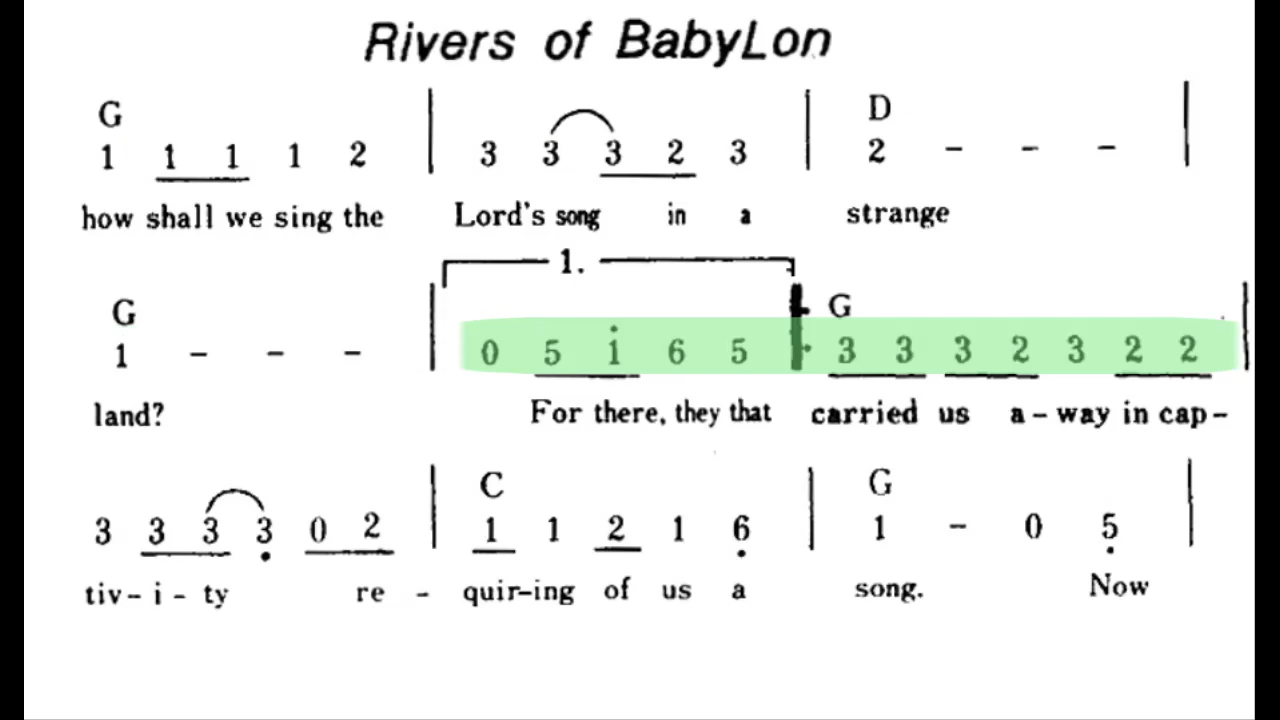 Rivers of BabyLon
G D
1 1 1 1 2 | 3 3 3 2 3 | 2 - - - |
how shall we sing the Lord's song in a strange
1.
G G
1 - - - | 0 5 i 6 5 :| 3 3 3 2 3 2 2 |
land? For there, they that carried us a-way in cap-
C G
3 3 3 3 0 2 | 1 1 2 1 6 | 1 - 0 5 |
tiv-i-ty re- quir-ing of us a song. Now